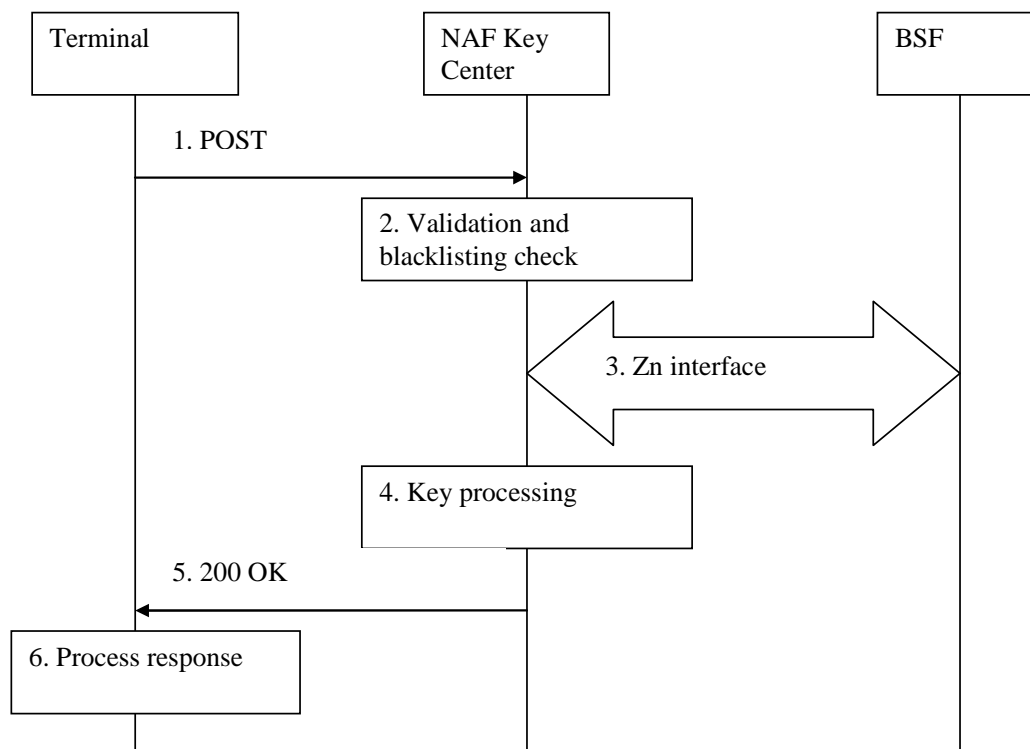 Terminal
NAF Key
Center
BSF
1. POST
2. Validation and
blacklisting check
3. Zn interface
4. Key processing
5. 200 OK
6. Process response